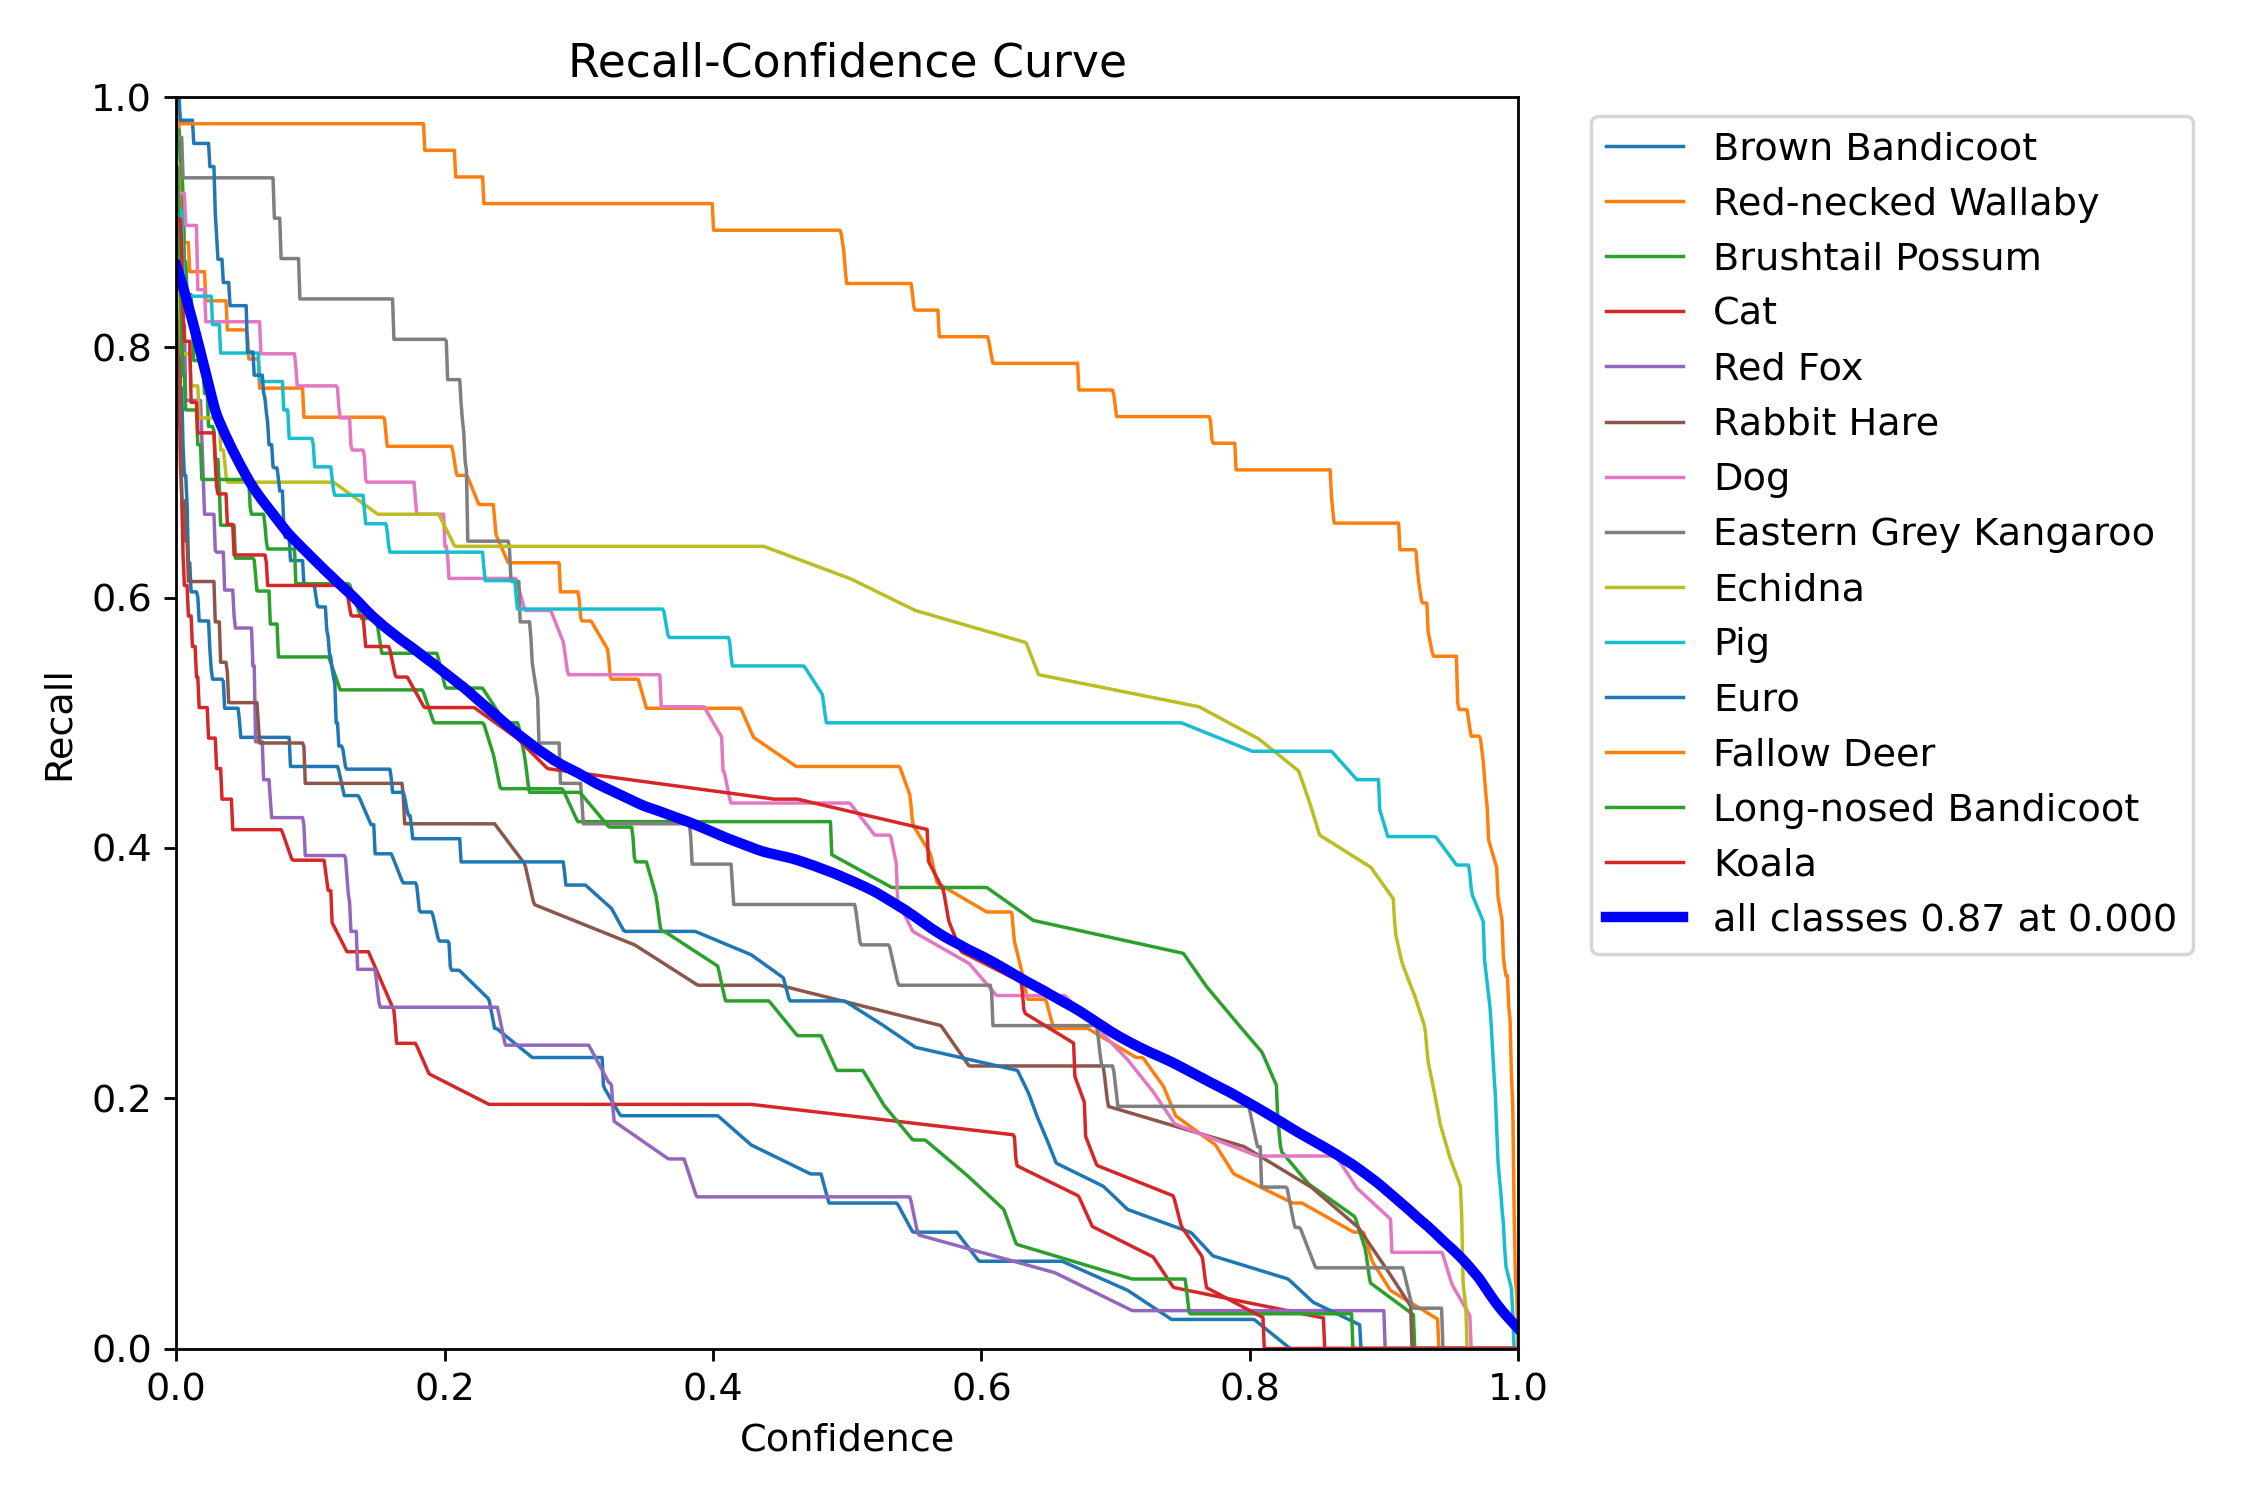 Recall-Confidence Curve
1.0
0.8
0.6
0.4
0.2
0.0
Recall
0.0 0.2 0.4 0.6 0.8 1.0
Confidence
Brown Bandicoot
Red-necked Wallaby
Brushtail Possum
Cat
Red Fox
Rabbit Hare
Dog
Eastern Grey Kangaroo
Echidna
Pig
Euro
Fallow Deer
Long-nosed Bandicoot
Koala
all classes 0.87 at 0.000